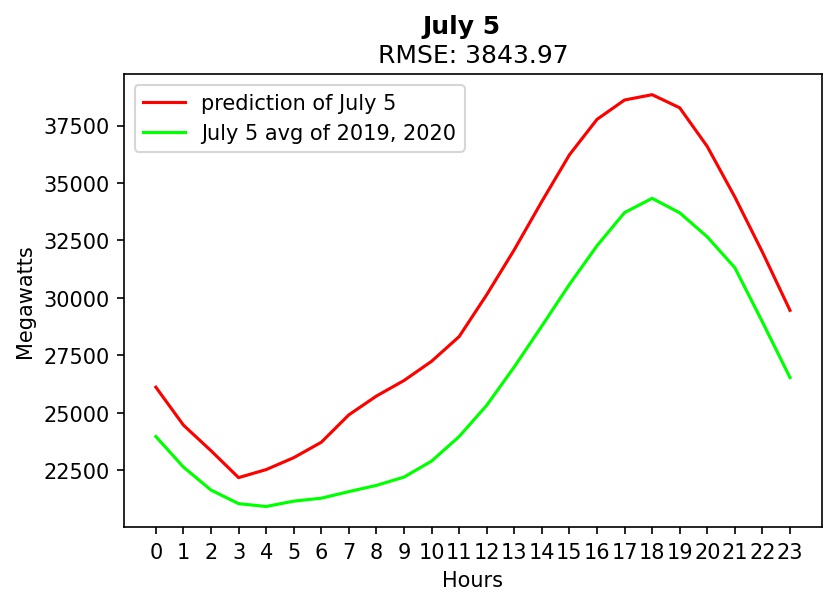 July 5
RMSE: 3843.97
prediction of July 5
July 5 avg of 2019, 2020
37500
35000
32500
30000
27500
25000
22500
Megawatts
0 1 2 3 4 5 6 7 8 9 10 11 12 13 14 15 16 17 18 19 20 21 22 23
Hours